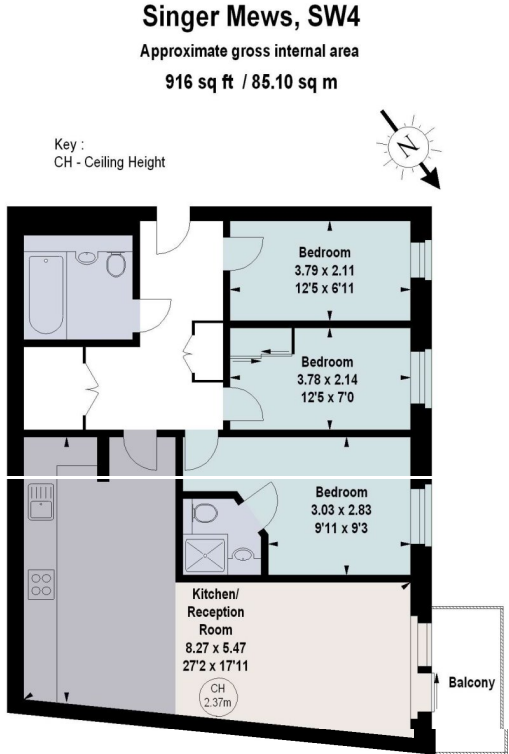 Singer Mews, SW4
Approximate gross internal area
916 sq ft / 85.10 sq m
Key :
CH - Ceiling Height
N
Bedroom
3.79 x 2.11
12'5 x 6'11
Bedroom
3.78 x 2.14
12'5 x 7'0
Bedroom
3.03 x 2.83
9'11 x 9'3
Kitchen/
Reception
Room
8.27 x 5.47
27'2 x 17'11
CH
2.37m
Balcony